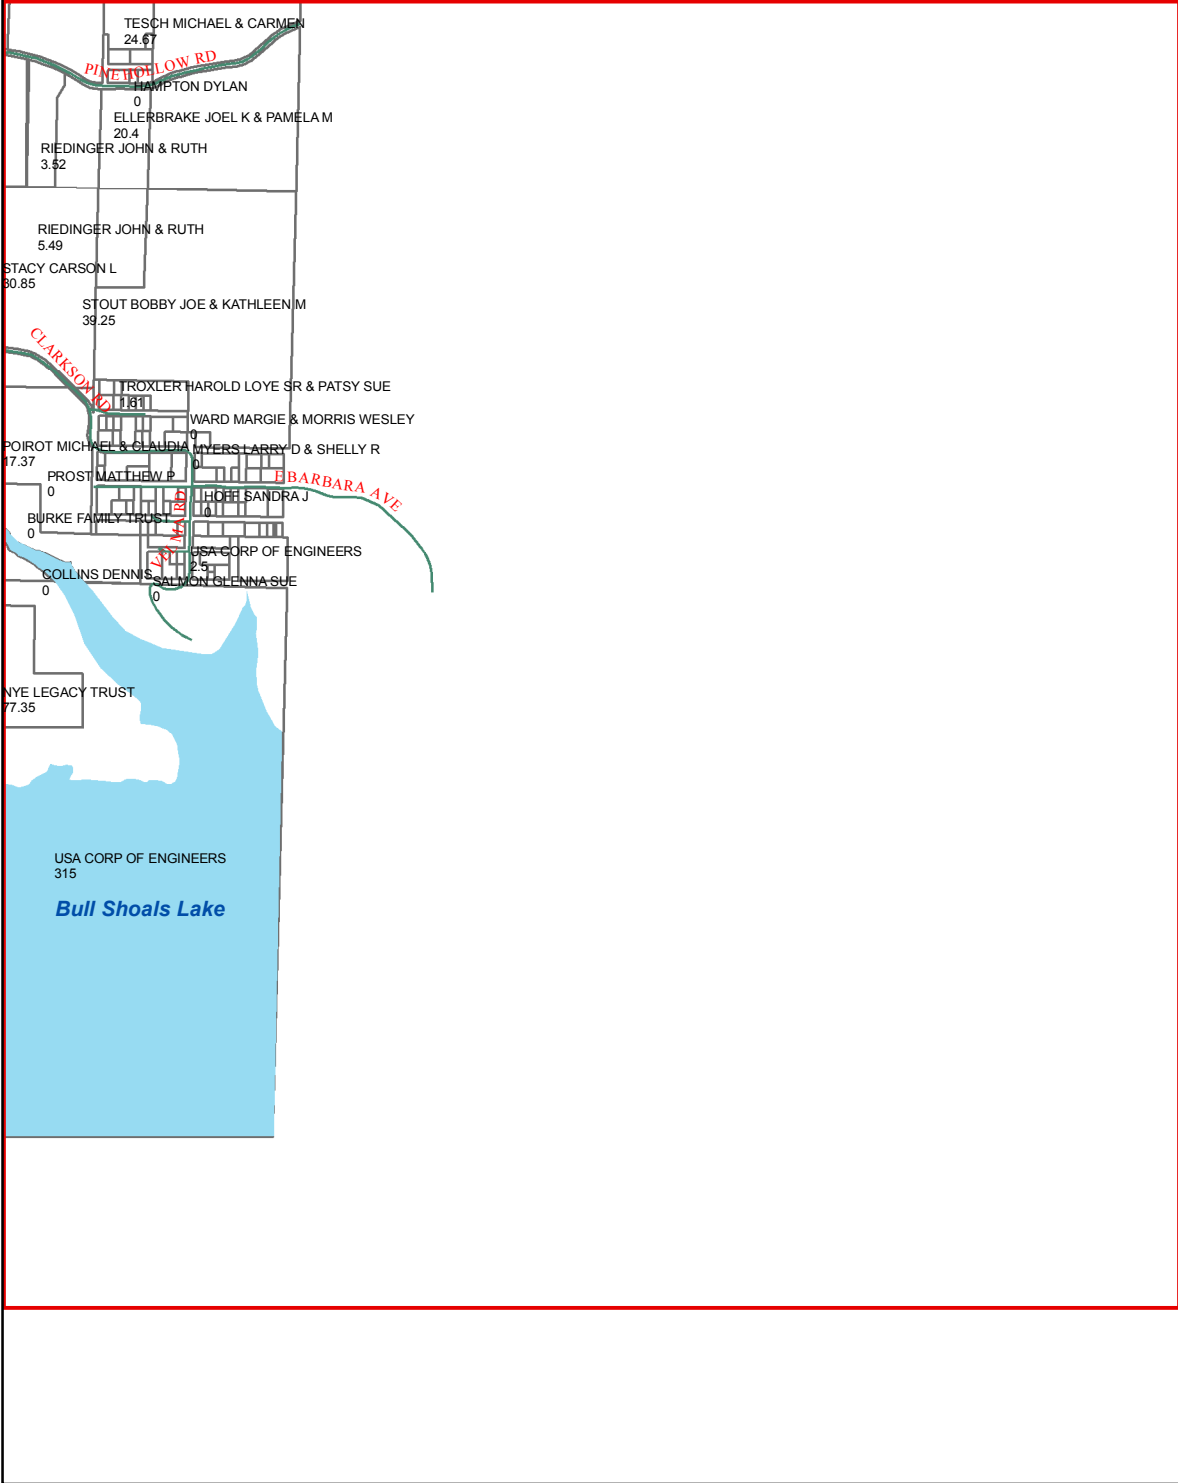 TESCH MICHAEL & CARMEN
24.67
PINEHOLLOW RD
HAMPTON DYLAN
0
ELLERBRAKE JOEL K & PAMELA M
20.4
RIEDINGER JOHN & RUTH
3.52
RIEDINGER JOHN & RUTH
5.49
STACY CARSON L
30.85
STOUT BOBBY JOE & KATHLEEN M
39.25
CLARKSON RD
TROXLER HAROLD LOYE SR & PATSY SUE
1.61
WARD MARGIE & MORRIS WESLEY
0
POIROT MICHAEL & CLAUDIA
17.37
MYERS LARRY D & SHELLY R
0
PROST MATTHEW P
0
E BARBARA AVE
HOFF SANDRA J
0
VELMA RD
BURKE FAMILY TRUST
0
USA CORP OF ENGINEERS
2.5
COLLINS DENNIS
0
SALMON GLENNA SUE
0
NYE LEGACY TRUST
77.35
USA CORP OF ENGINEERS
315
Bull Shoals Lake